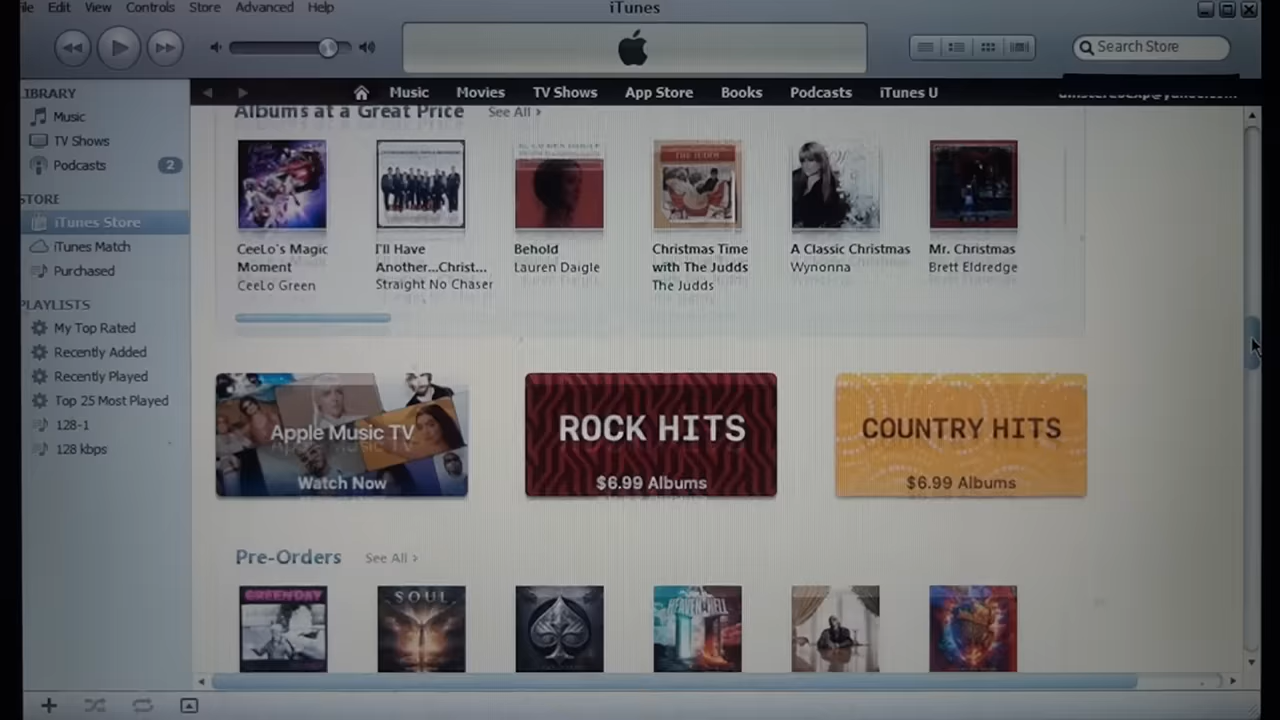 ile Edit View Controls Store Advanced Help
iTunes
Search Store
LIBRARY
Music
TV Shows
Podcasts 2
STORE
iTunes Store
iTunes Match
Purchased
PLAYLISTS
My Top Rated
Recently Added
Recently Played
Top 25 Most Played
128-1
128 kbps
Music Movies TV Shows App Store Books Podcasts iTunes U
Albums at a Great Price See All >
THE JUDDS
CeeLo's Magic
Moment
CeeLo Green
I'll Have
Another...Christ...
Straight No Chaser
Behold
Lauren Daigle
Christmas Time
with The Judds
The Judds
A Classic Christmas
Wynonna
Mr. Christmas
Brett Eldredge
Apple Music TV
Watch Now
ROCK HITS
$6.99 Albums
COUNTRY HITS
$6.99 Albums
Pre-Orders See All >
GREEN DAY
SOUL
HEAVEN HELL